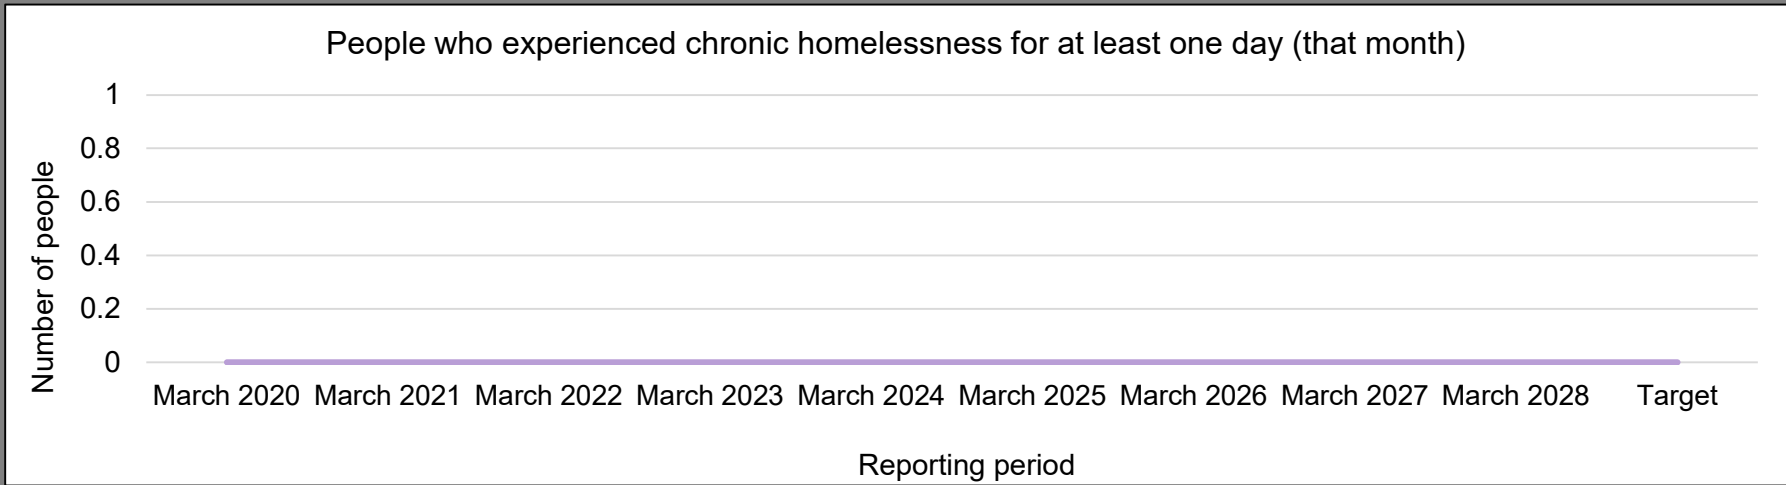 People who experienced chronic homelessness for at least one day (that month)
1
0.8
0.6
0.4
0.2
0
Number of people
March 2020 March 2021 March 2022 March 2023 March 2024 March 2025 March 2026 March 2027 March 2028 Target
Reporting period